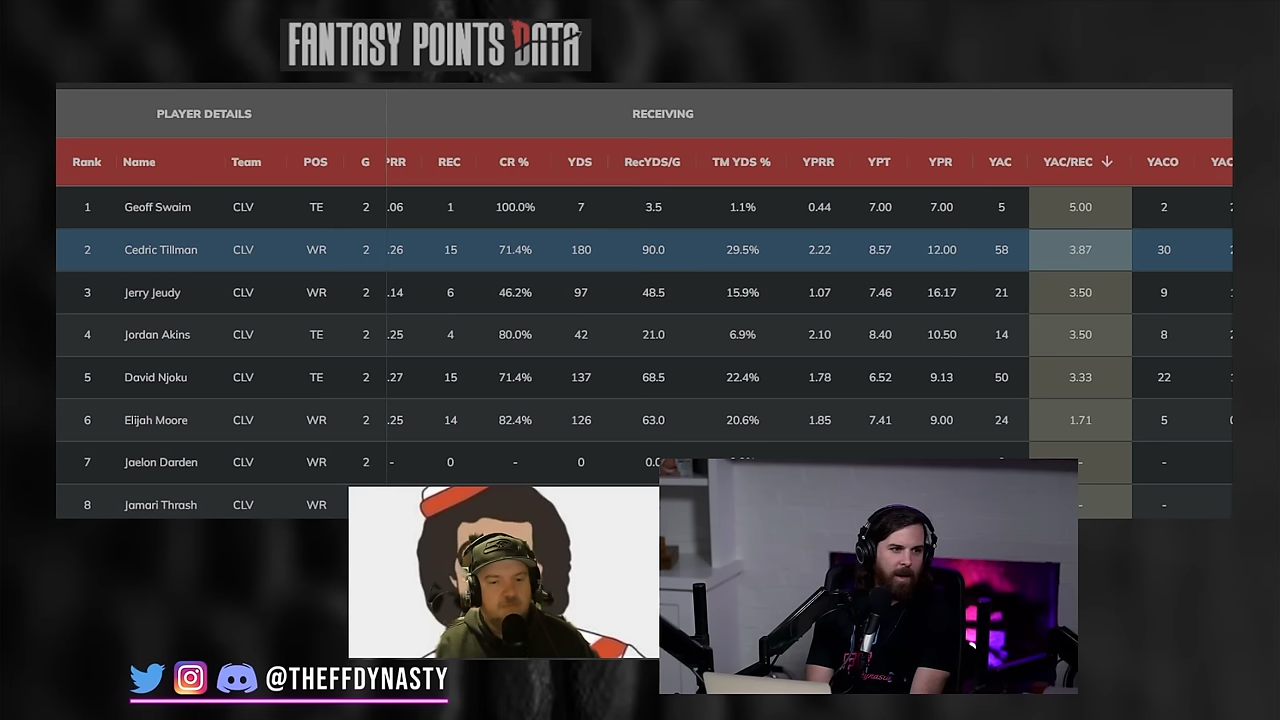 FANTASY POINTS DATA
PLAYER DETAILS RECEIVING
Rank Name Team POS G PRR REC CR % YDS RecYDS/G TM YDS % YPRR YPT YPR YAC YAC/REC YACO YAC
1 Geoff Swaim CLV TE 2 .06 1 100.0% 7 3.5 1.1% 0.44 7.00 7.00 5 5.00 2
2 Cedric Tillman CLV WR 2 .26 15 71.4% 180 90.0 29.5% 2.22 8.57 12.00 58 3.87 30
3 Jerry Jeudy CLV WR 2 .14 6 46.2% 97 48.5 15.9% 1.07 7.46 16.17 21 3.50 9
4 Jordan Akins CLV TE 2 .25 4 80.0% 42 21.0 6.9% 2.10 8.40 10.50 14 3.50 8
5 David Njoku CLV TE 2 .27 15 71.4% 137 68.5 22.4% 1.78 6.52 9.13 50 3.33 22
6 Elijah Moore CLV WR 2 .25 14 82.4% 126 63.0 20.6% 1.85 7.41 9.00 24 1.71 5
7 Jaelon Darden CLV WR 2 - 0 - 0 0.0 - -
8 Jamari Thrash CLV WR -
@THEFFDYNASTY